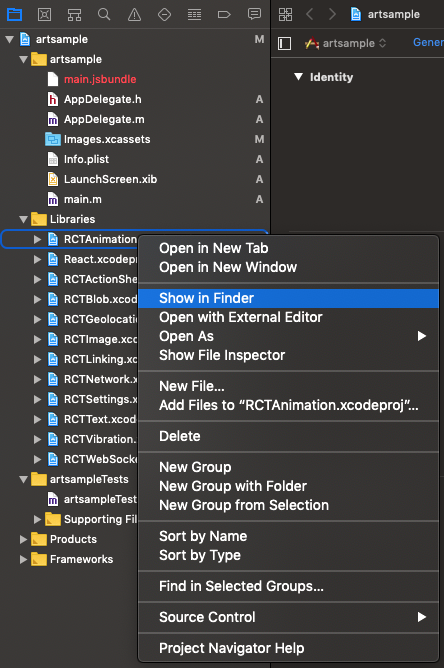 artsample
artsample M
Gener
artsample
artsample
Identity
main.jsbundle
AppDelegate.h A
AppDelegate.m A
Images.xcassets M
Info.plist A
LaunchScreen.xib A
main.m A
Libraries
RCTAnimation
React.xcodepr
RCTActionShe
RCTBlob.xcod
RCTGeolocatio
RCTImage.xco
RCTLinking.xc
RCTNetwork.x
RCTSettings.x
RCTText.xcod
RCTVibration.
RCTWebSocke
artsampleTests
artsampleTest
Supporting Fil
Products
Frameworks
Open in New Tab
Open in New Window
Show in Finder
Open with External Editor
Open As
Show File Inspector
New File...
Add Files to “RCTAnimation.xcodeproj”...
Delete
New Group
New Group with Folder
New Group from Selection
Sort by Name
Sort by Type
Find in Selected Groups...
Source Control
Project Navigator Help